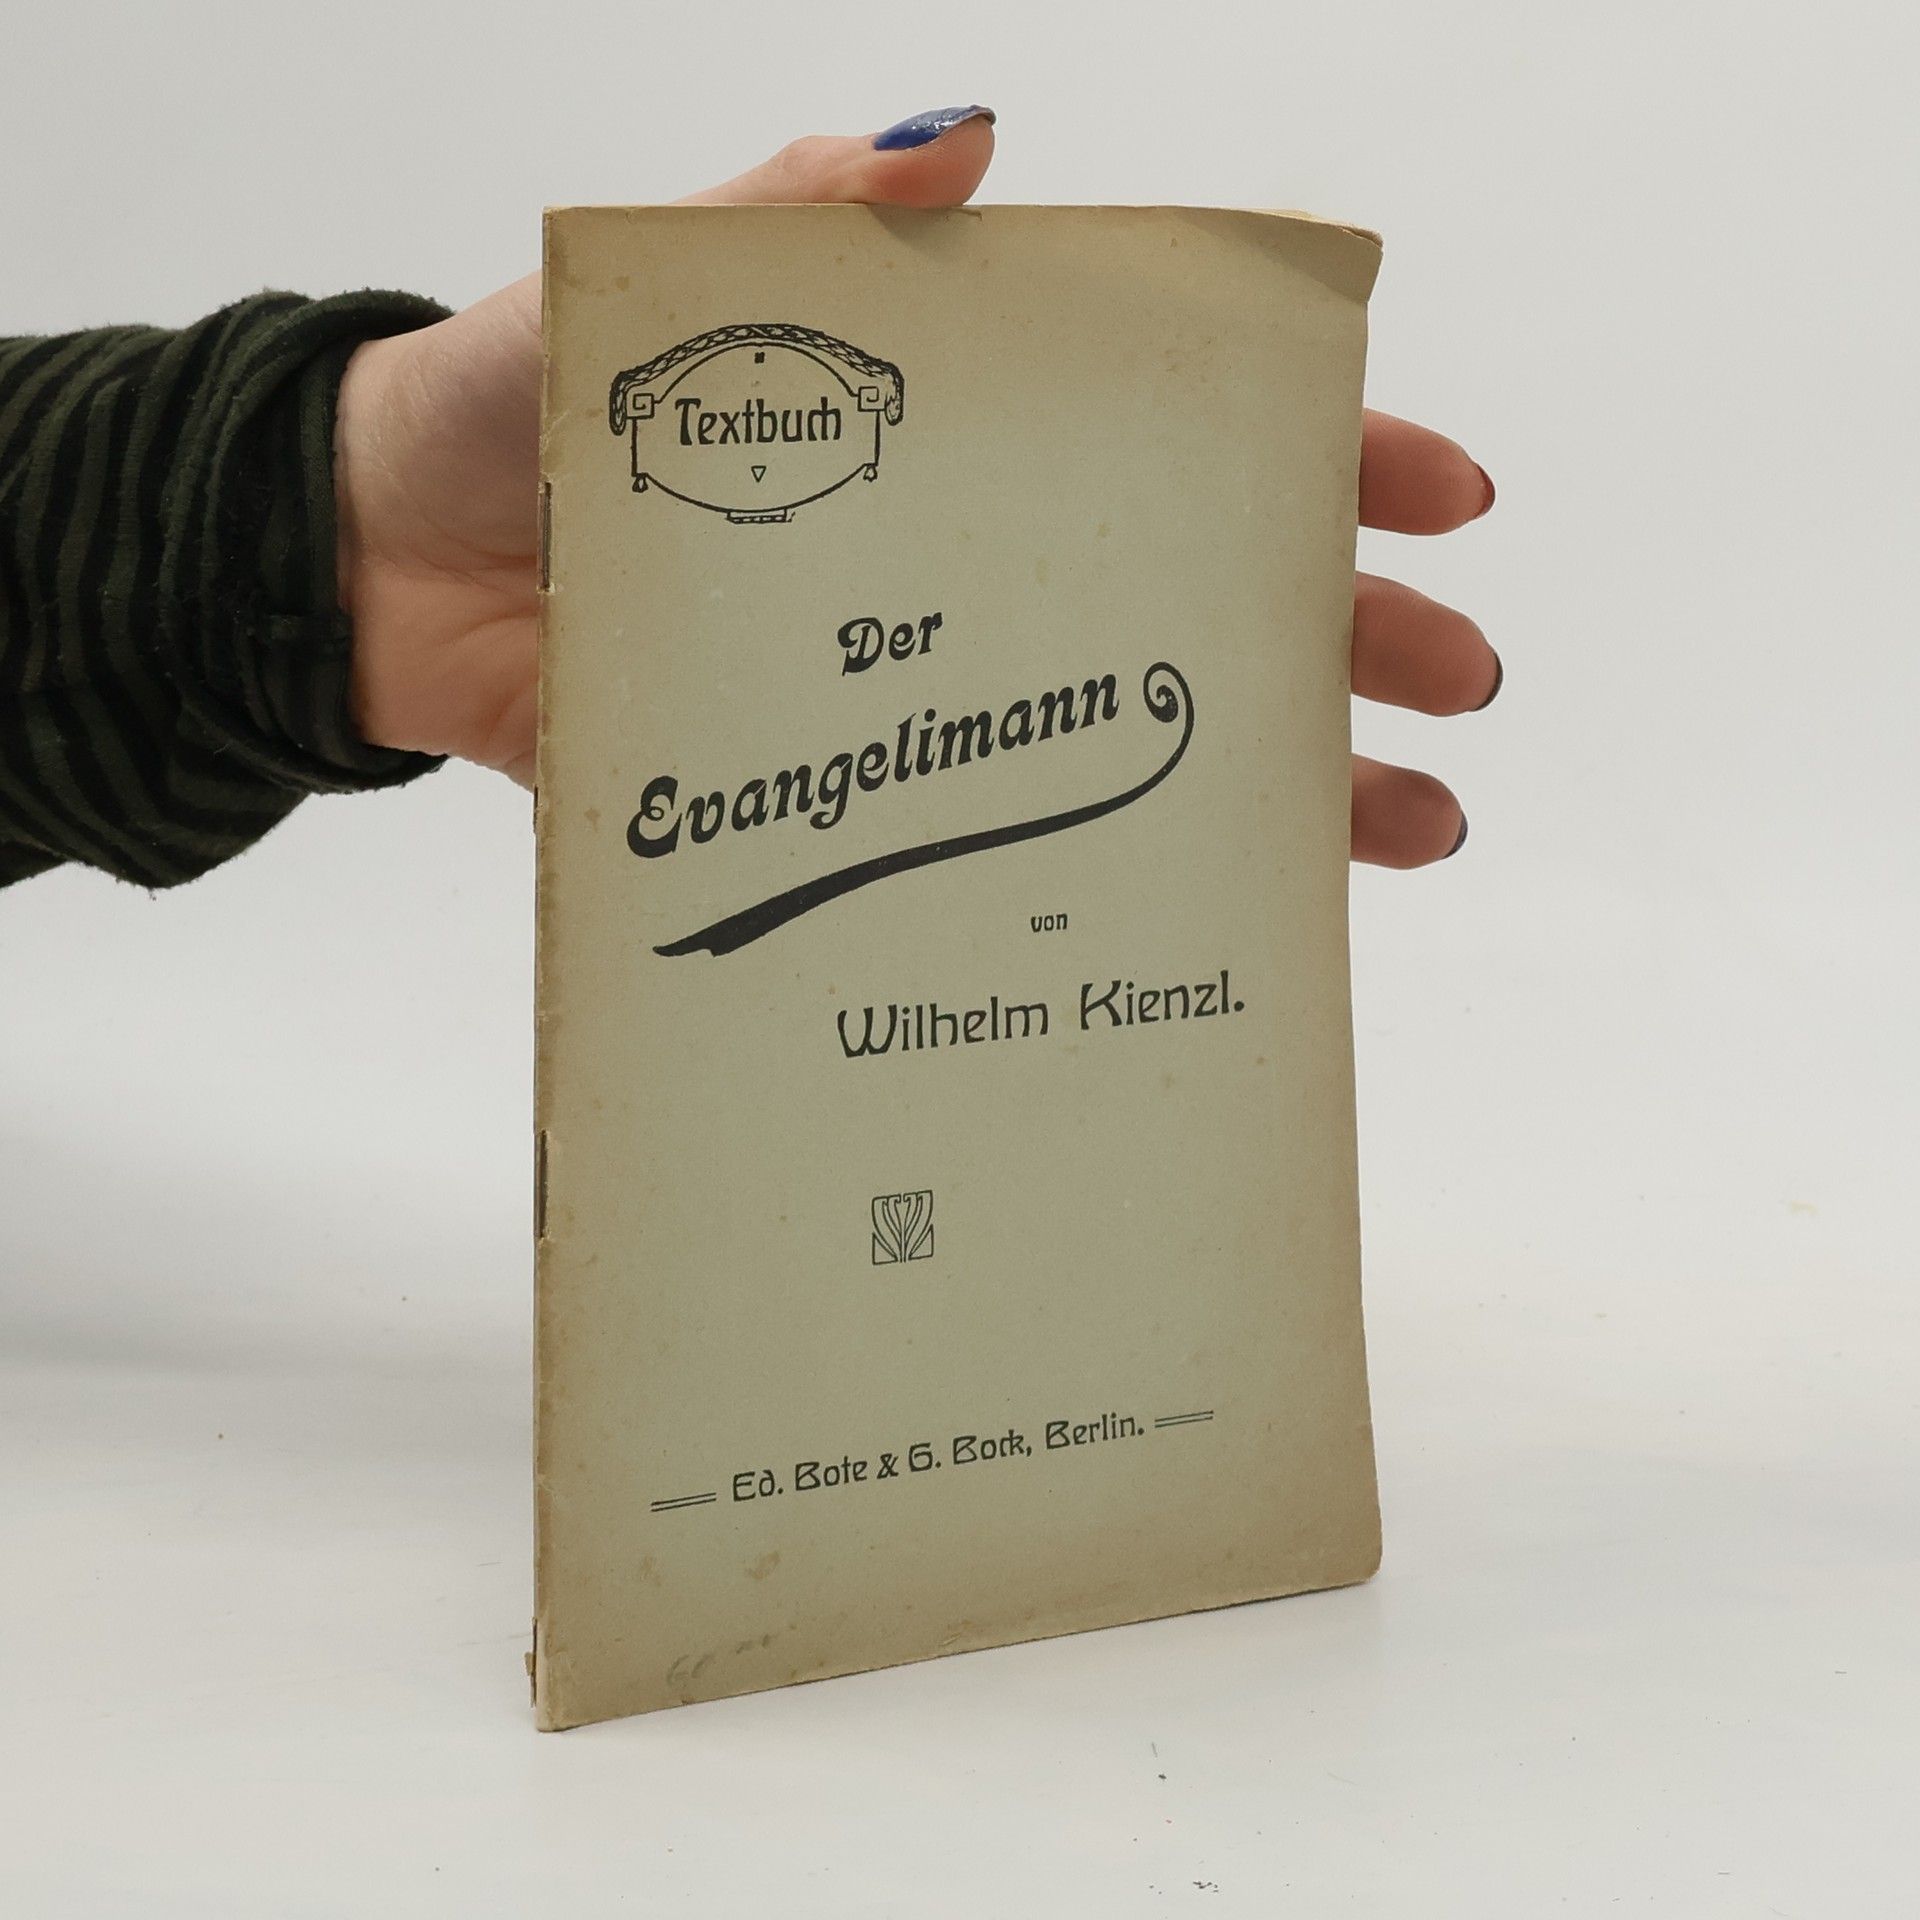 Textbuch
Der
Evangelimann
von
Wilhelm Kienzl.
Ed. Bote & G. Bock, Berlin.